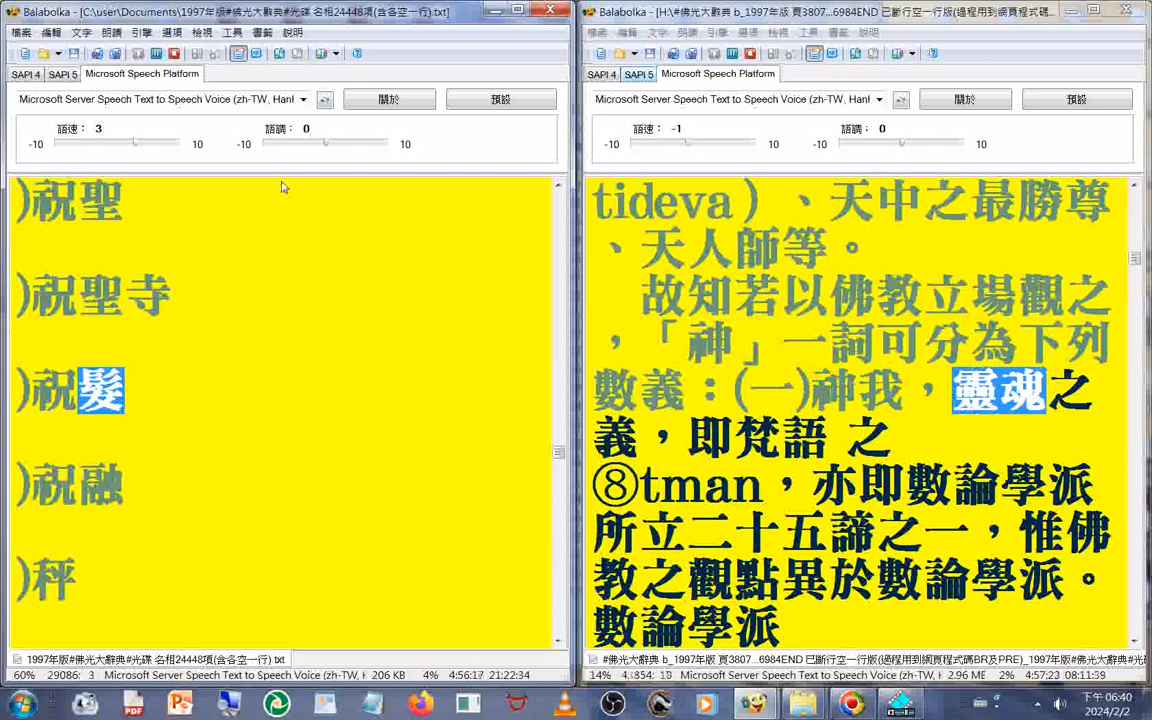 Balabolka - [C:\user\Documents\1997年版#佛光大辭典#光碟 名相24448項(含各空一行).txt]
檔案 編輯 文字 朗讀 引擎 選項 檢視 工具 書籤 說明
SAPI 4 SAPI 5 Microsoft Speech Platform
Microsoft Server Speech Text to Speech Voice (zh-TW, Hanl
關於 預設
語速： 3 語調： 0
-10 10 -10 10
)祝聖
)祝聖寺
)祝髮
)祝融
)秤
1997年版#佛光大辭典#光碟 名相24448項(含各空一行).txt
60% 29086: 3 Microsoft Server Speech Text to Speech Voice (zh-TW, H 206 KB 4% 4:56:17 21:22:34
Balabolka - [H:\#佛光大辭典 b_1997年版 頁3807...6984END 已斷行空一行版(過程用到網頁程式碼...
檔案 編輯 文字 朗讀 引擎 選項 檢視 工具 書籤 說明
SAPI 4 SAPI 5 Microsoft Speech Platform
Microsoft Server Speech Text to Speech Voice (zh-TW, Hanl
關於 預設
語速： -1 語調： 0
-10 10 -10 10
tideva）、天中之最勝尊
、天人師等。
故知若以佛教立場觀之
，「神」一詞可分為下列
數義：(一)神我，靈魂之
義，即梵語 之
⑧tman，亦即數論學派
所立二十五諦之一，惟佛
教之觀點異於數論學派。
數論學派
#佛光大辭典 b_1997年版 頁3807...6984END 已斷行空一行版(過程用到網頁程式碼BR及PRE)_1997年版#光
14% Microsoft Server Speech Text to Speech Voice (zh-TW, H 2.96 M 2% 4:57:23 08:11:39
下午 06:40
2024/2/2